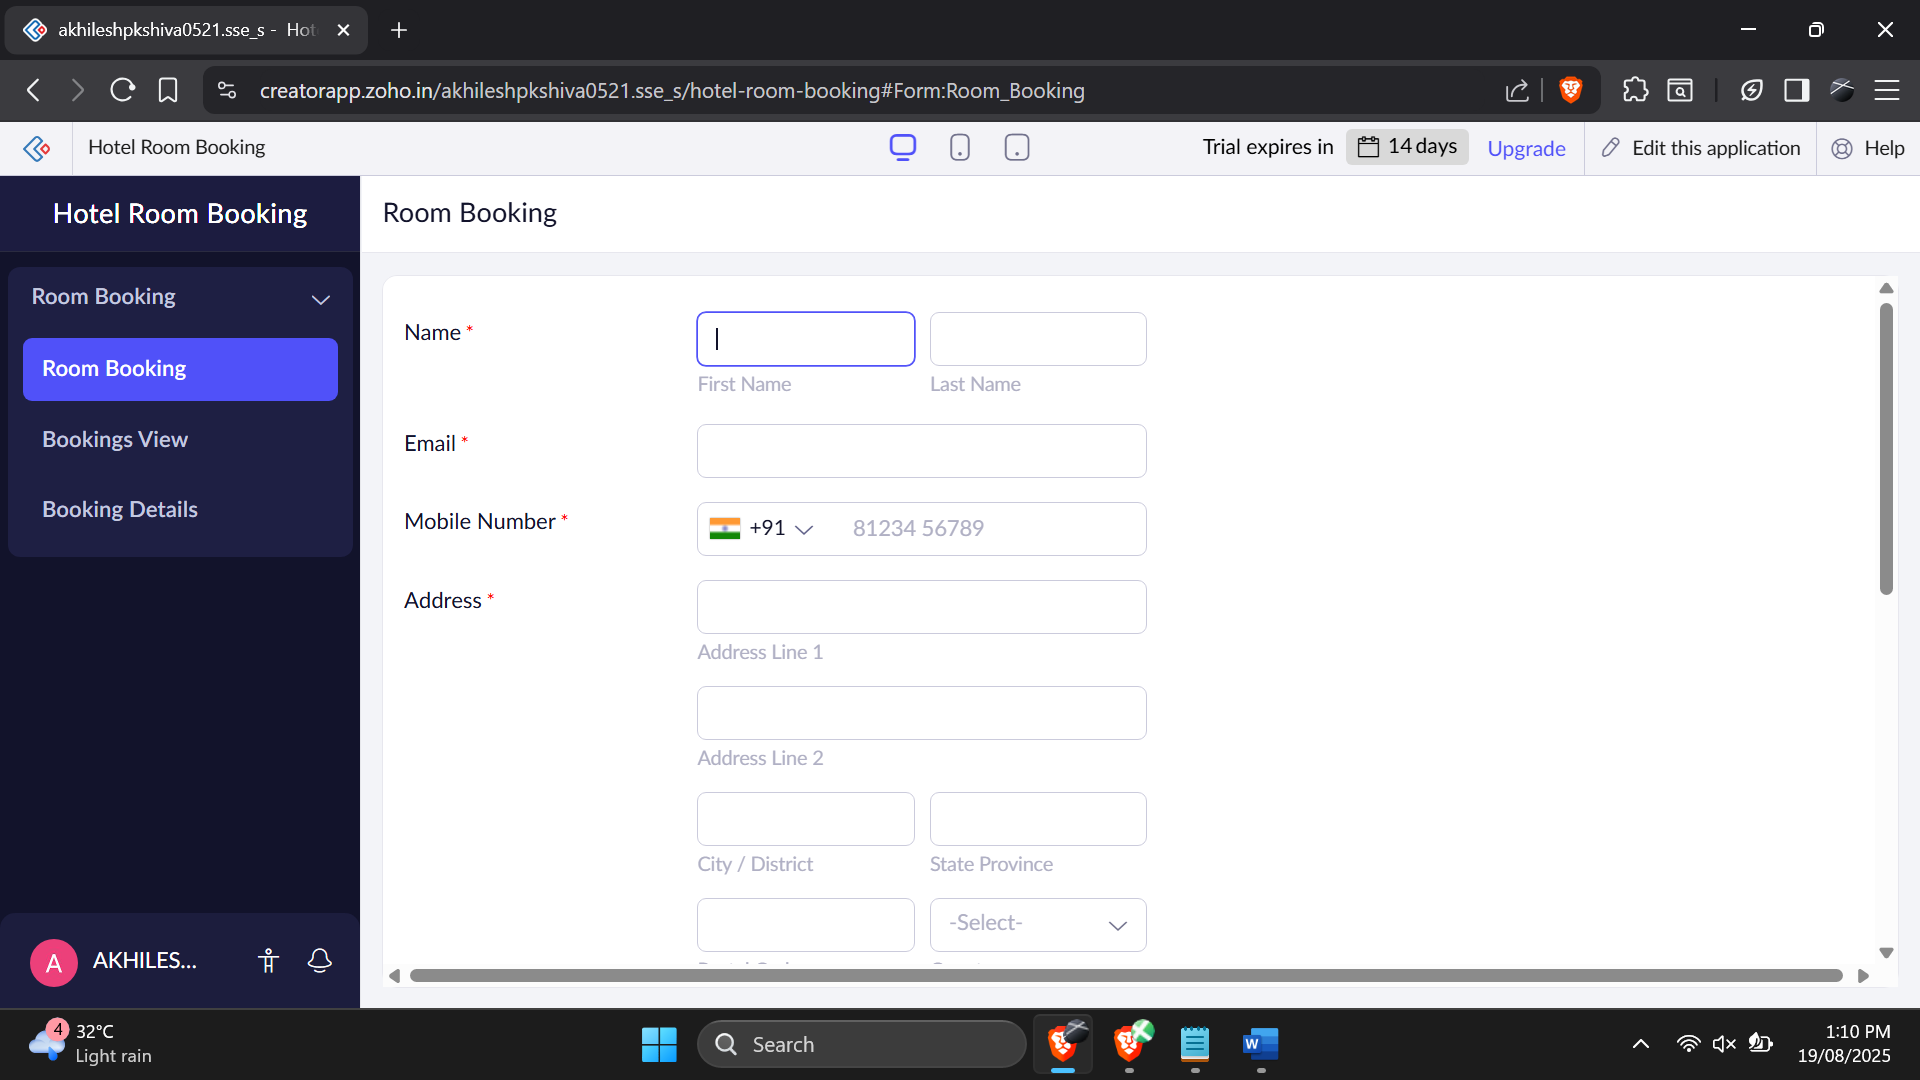 akhileshpkshiva0521.sse_s - Hot
creatorapp.zoho.in/akhileshpkshiva0521.sse_s/hotel-room-booking#Form:Room_Booking
Hotel Room Booking
Trial expires in 14 days Upgrade Edit this application Help
Hotel Room Booking
Room Booking
Room Booking
Room Booking
Bookings View
Booking Details
AKHILES...
A
Name *
First Name Last Name
Email *
Mobile Number * +91 81234 56789
Address *
Address Line 1
Address Line 2
City / District State Province
-Select-
4
32°C
Light rain
Search
W
1:10 PM
19/08/2025